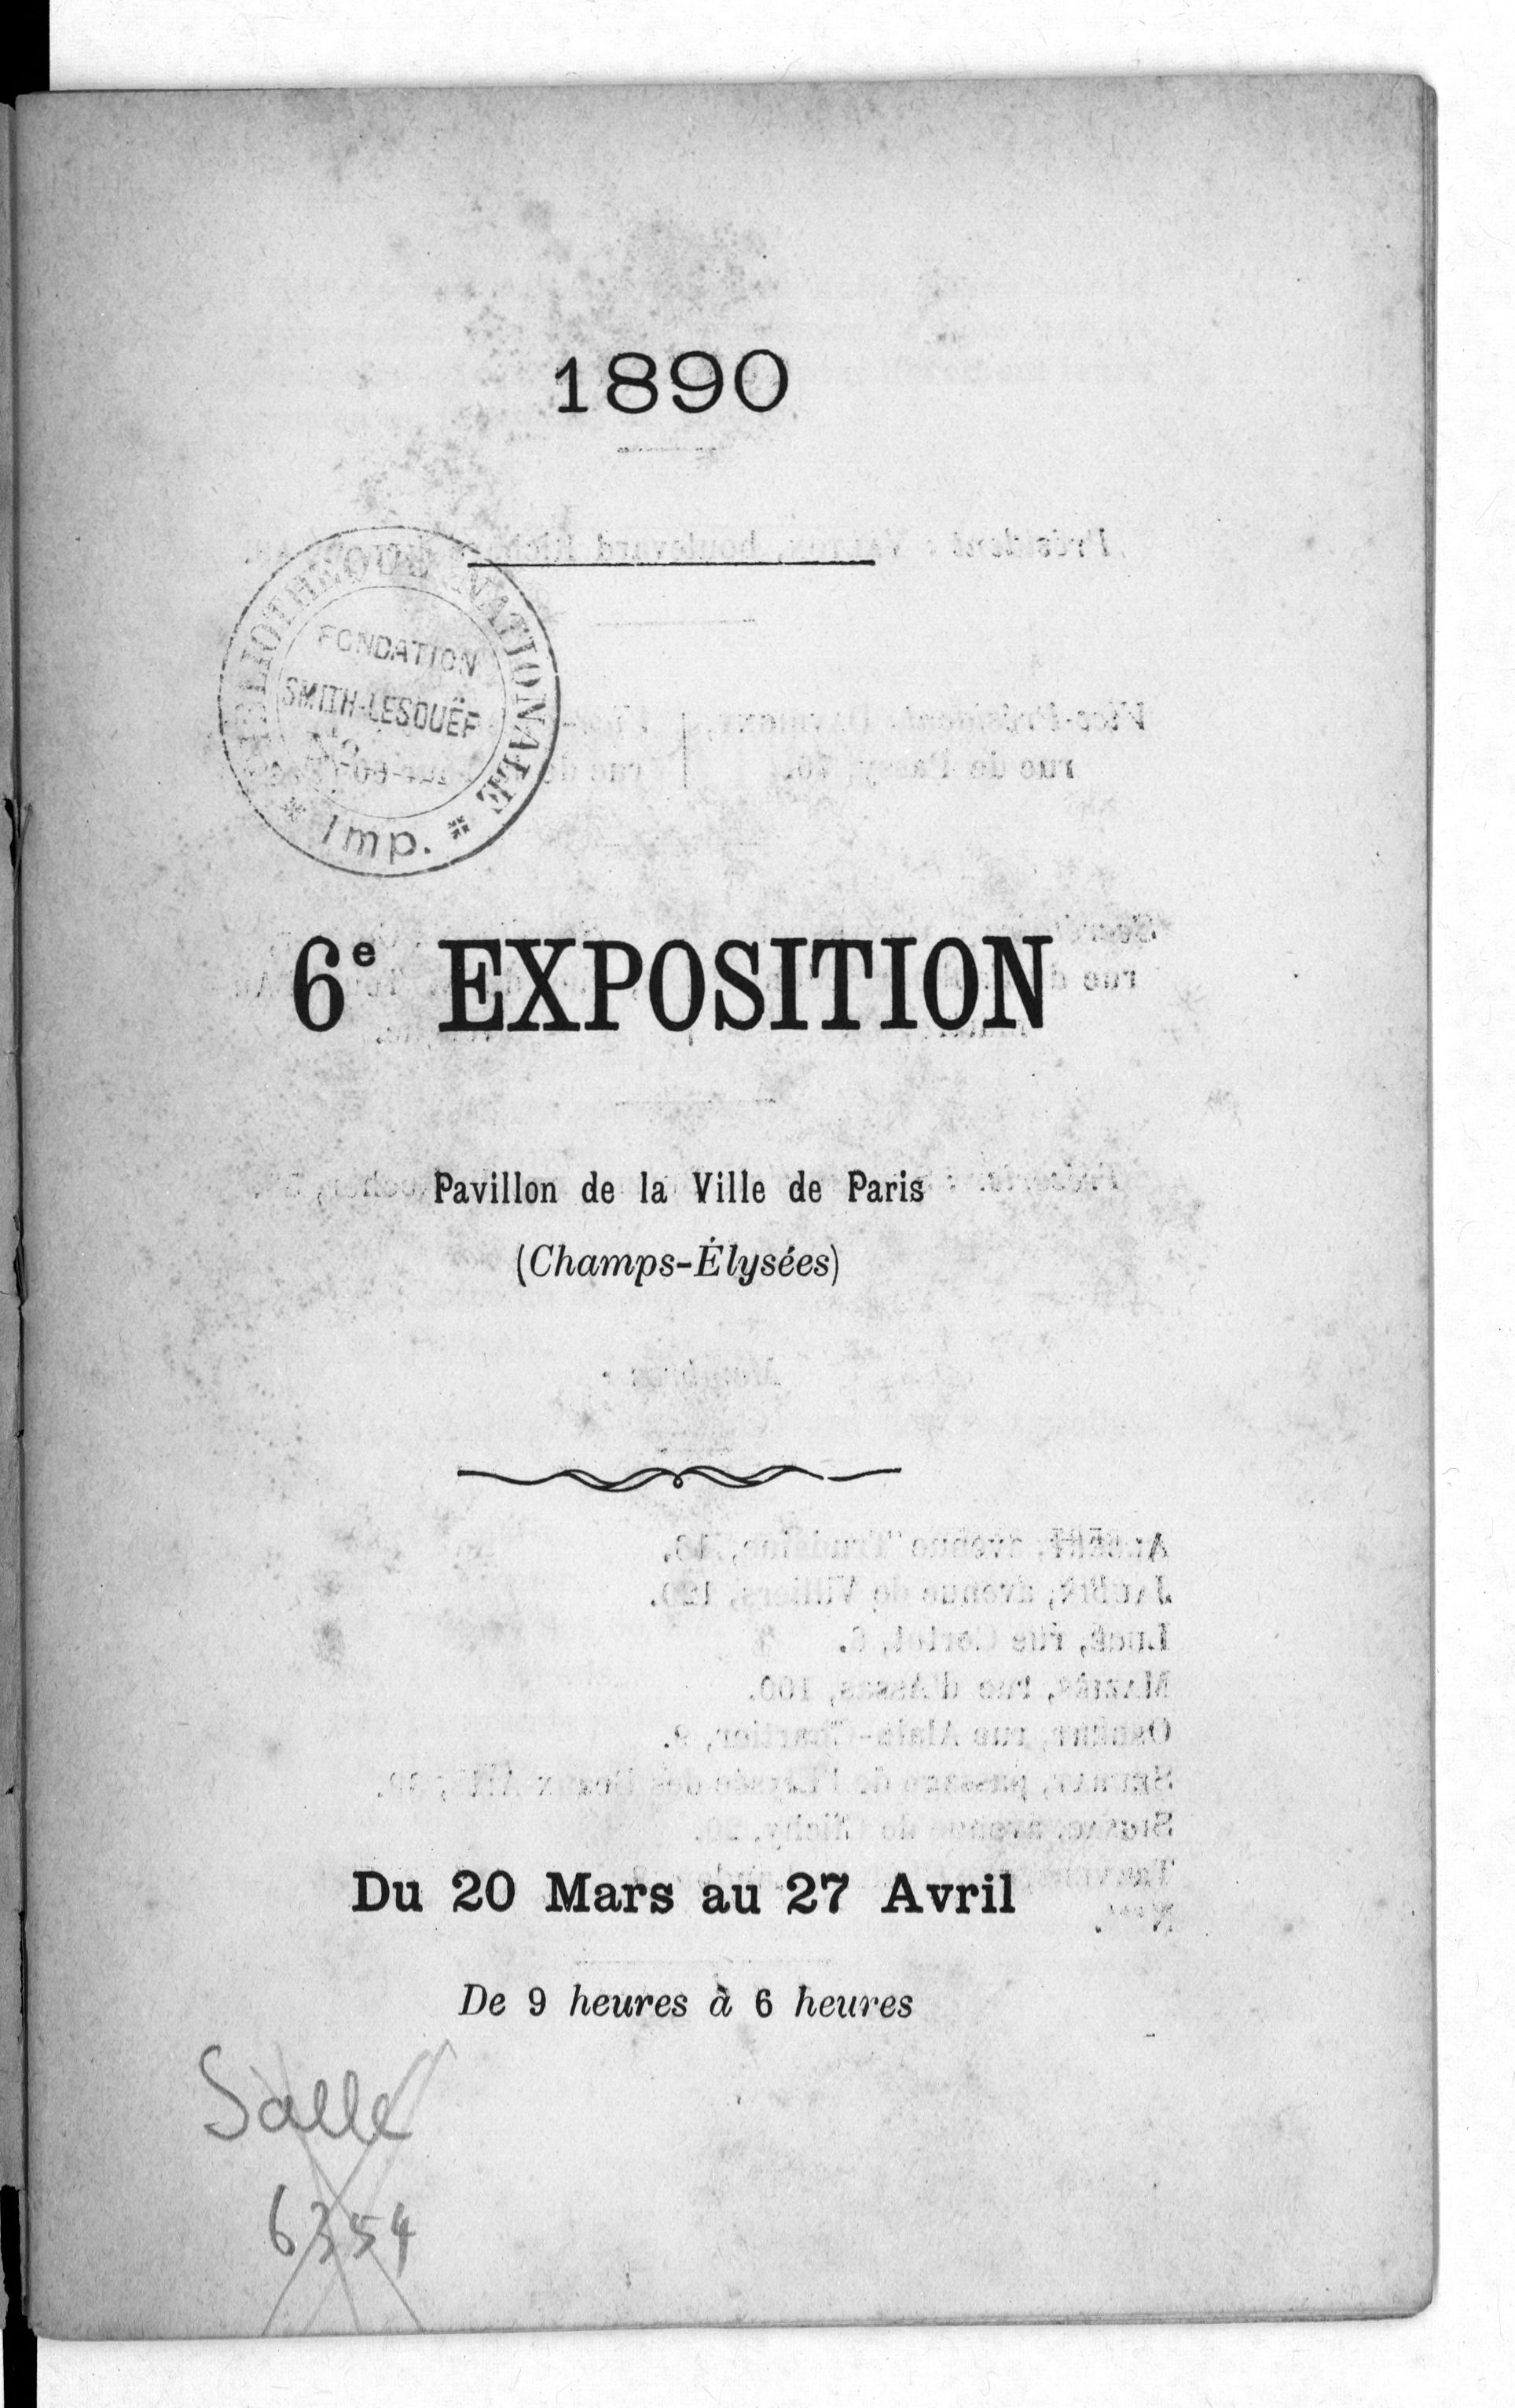 1890
BIBLIOTHÈQUE NATIONALE
FONDATION
SMITH-LESOUËF
Imp.
6e EXPOSITION
Pavillon de la Ville de Paris
(Champs-Élysées)
Du 20 Mars au 27 Avril
De 9 heures à 6 heures
Salle
6354